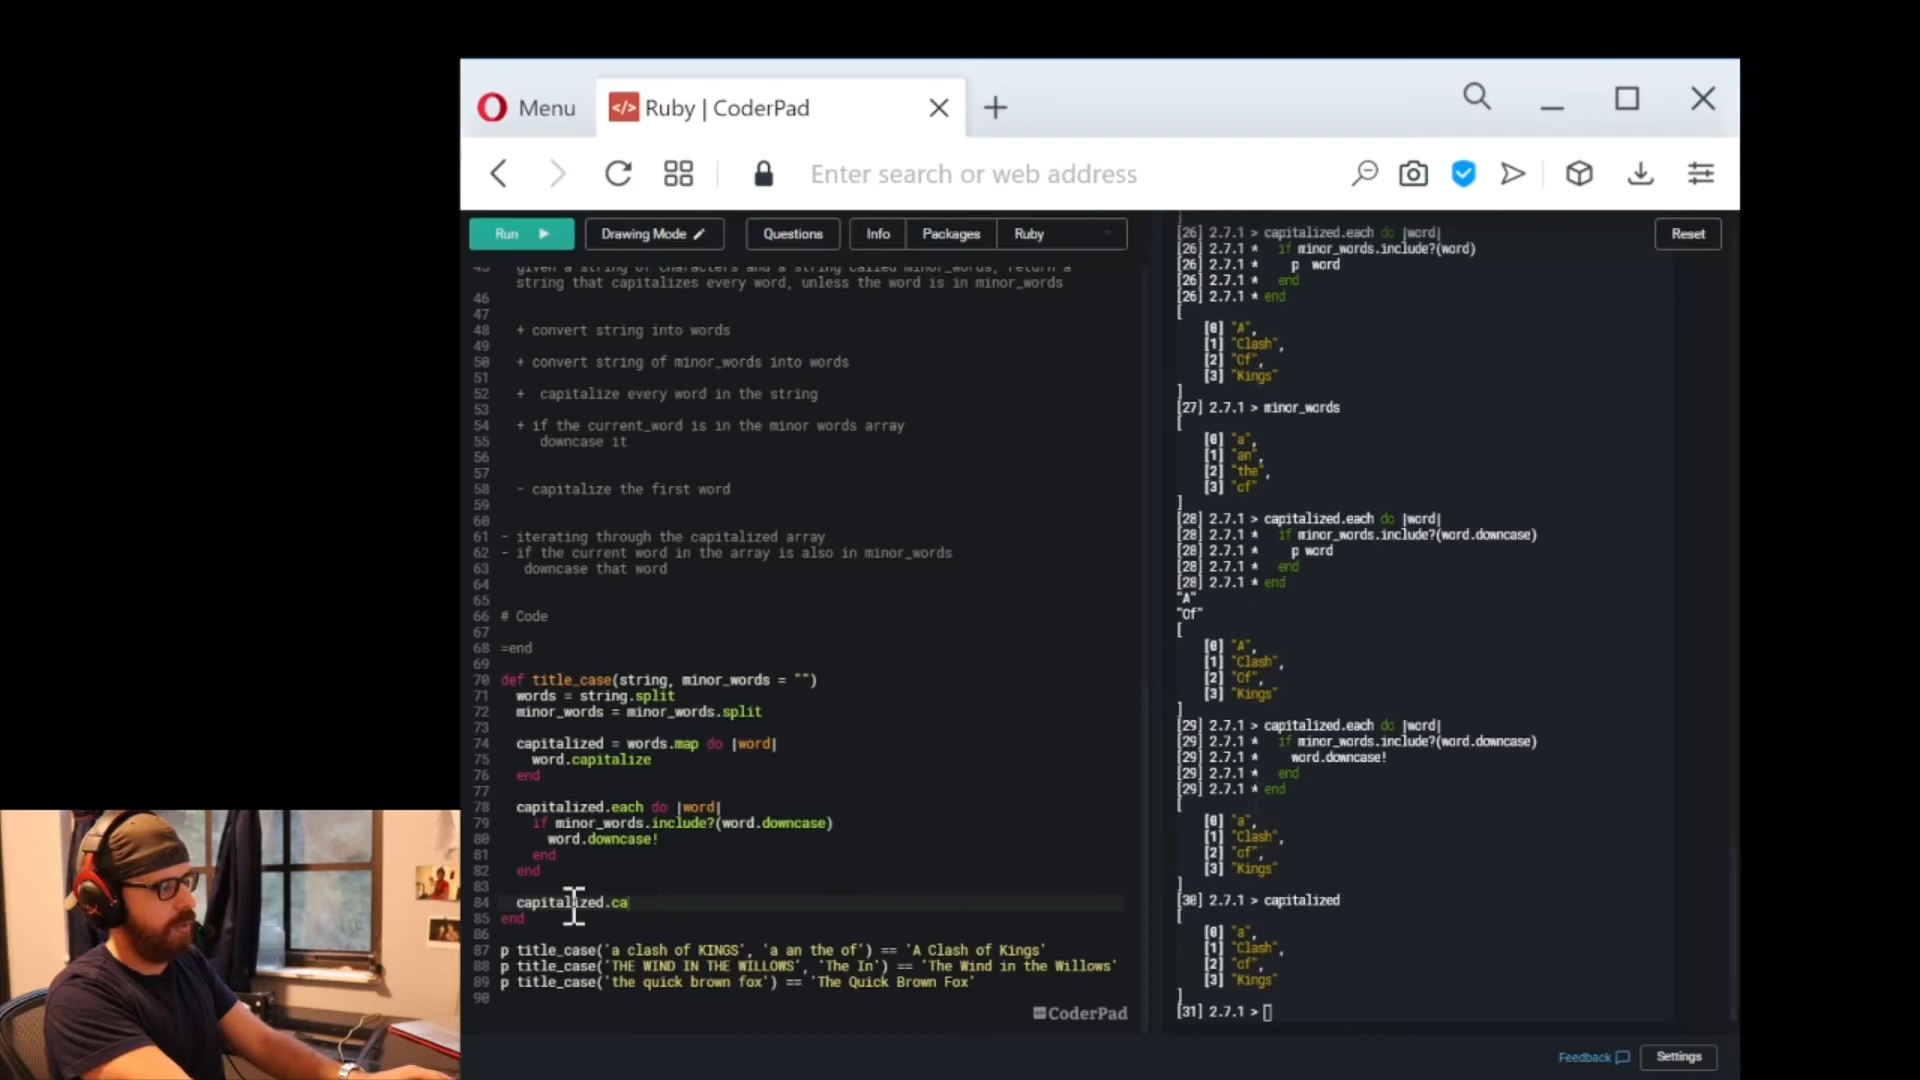 Menu
Ruby | CoderPad
Enter search or web address
Run
Drawing Mode
Questions
Info
Packages
Ruby
Reset
45 given a string of characters and a string called minor_words, return a
string that capitalizes every word, unless the word is in minor_words
46
47
48 + convert string into words
49
50 + convert string of minor_words into words
51
52 + capitalize every word in the string
53
54 + if the current_word is in the minor words array
55 downcase it
56
57
58 - capitalize the first word
59
60
61 - iterating through the capitalized array
62 - if the current word in the array is also in minor_words
63 downcase that word
64
65
66 # Code
67
68 =end
69
70 def title_case(string, minor_words = "")
71 words = string.split
72 minor_words = minor_words.split
73
74 capitalized = words.map do |word|
75 word.capitalize
76 end
77
78 capitalized.each do |word|
79 if minor_words.include?(word.downcase)
80 word.downcase!
81 end
82 end
83
84 capitalized.ca
85 end
86
87 p title_case('a clash of KINGS', 'a an the of') == 'A Clash of Kings'
88 p title_case('THE WIND IN THE WILLOWS', 'The In') == 'The Wind in the Willows'
89 p title_case('the quick brown fox') == 'The Quick Brown Fox'
90
CoderPad
[26] 2.7.1 > capitalized.each do |word|
[26] 2.7.1 * if minor_words.include?(word)
[26] 2.7.1 * p word
[26] 2.7.1 * end
[26] 2.7.1 * end
[
[0] "A",
[1] "Clash",
[2] "Of",
[3] "Kings"
]
[27] 2.7.1 > minor_words
[
[0] "a",
[1] "an",
[2] "the",
[3] "of"
]
[28] 2.7.1 > capitalized.each do |word|
[28] 2.7.1 * if minor_words.include?(word.downcase)
[28] 2.7.1 * p word
[28] 2.7.1 * end
[28] 2.7.1 * end
"A"
"Of"
[
[0] "A",
[1] "Clash",
[2] "Of",
[3] "Kings"
]
[29] 2.7.1 > capitalized.each do |word|
[29] 2.7.1 * if minor_words.include?(word.downcase)
[29] 2.7.1 * word.downcase!
[29] 2.7.1 * end
[29] 2.7.1 * end
[
[0] "a",
[1] "Clash",
[2] "of",
[3] "Kings"
]
[30] 2.7.1 > capitalized
[
[0] "a",
[1] "Clash",
[2] "of",
[3] "Kings"
]
[31] 2.7.1 >
Feedback
Settings